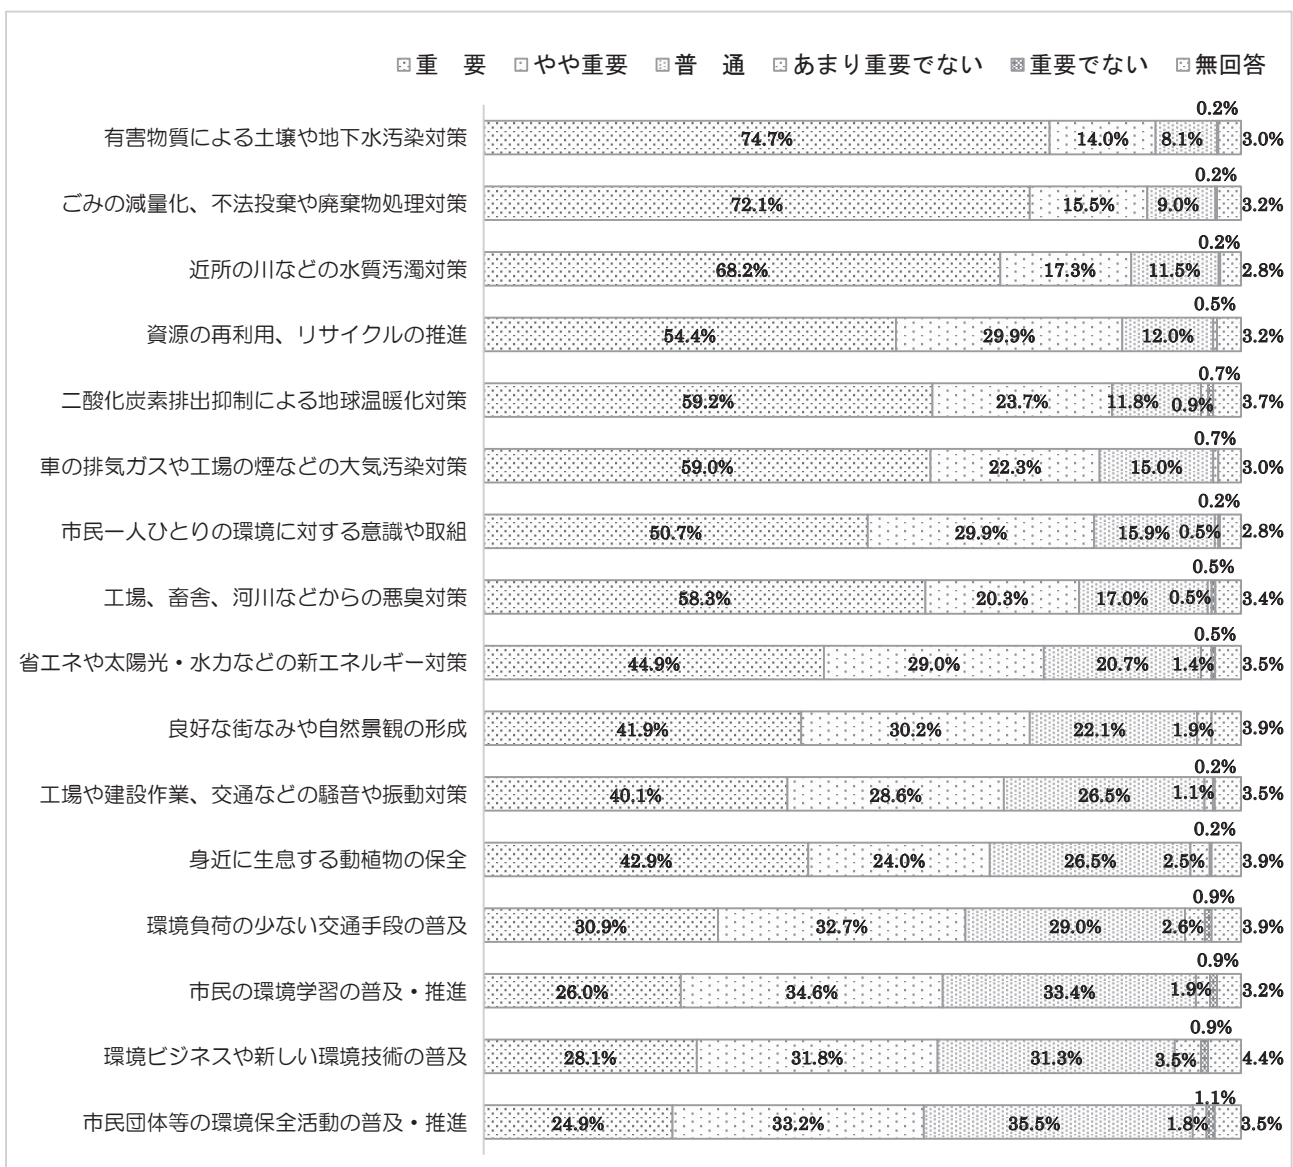 重　要 やや重要 普　通 あまり重要でない 重要でない 無回答
0.2%
有害物質による土壌や地下水汚染対策 74.7% 14.0% 8.1% 3.0%
0.2%
ごみの減量化、不法投棄や廃棄物処理対策 72.1% 15.5% 9.0% 3.2%
0.2%
近所の川などの水質汚濁対策 68.2% 17.3% 11.5% 2.8%
0.5%
資源の再利用、リサイクルの推進 54.4% 29.9% 12.0% 3.2%
0.7%
二酸化炭素排出抑制による地球温暖化対策 59.2% 23.7% 11.8% 0.9% 3.7%
0.7%
車の排気ガスや工場の煙などの大気汚染対策 59.0% 22.3% 15.0% 3.0%
0.2%
市民一人ひとりの環境に対する意識や取組 50.7% 29.9% 15.9% 0.5% 2.8%
0.5%
工場、畜舎、河川などからの悪臭対策 58.3% 20.3% 17.0% 0.5% 3.4%
0.5%
省エネや太陽光・水力などの新エネルギー対策 44.9% 29.0% 20.7% 1.4% 3.5%
良好な街なみや自然景観の形成 41.9% 30.2% 22.1% 1.9% 3.9%
0.2%
工場や建設作業、交通などの騒音や振動対策 40.1% 28.6% 26.5% 1.1% 3.5%
0.2%
身近に生息する動植物の保全 42.9% 24.0% 26.5% 2.5% 3.9%
0.9%
環境負荷の少ない交通手段の普及 30.9% 32.7% 29.0% 2.6% 3.9%
0.9%
市民の環境学習の普及・推進 26.0% 34.6% 33.4% 1.9% 3.2%
0.9%
環境ビジネスや新しい環境技術の普及 28.1% 31.8% 31.3% 3.5% 4.4%
1.1%
市民団体等の環境保全活動の普及・推進 24.9% 33.2% 35.5% 1.8% 3.5%